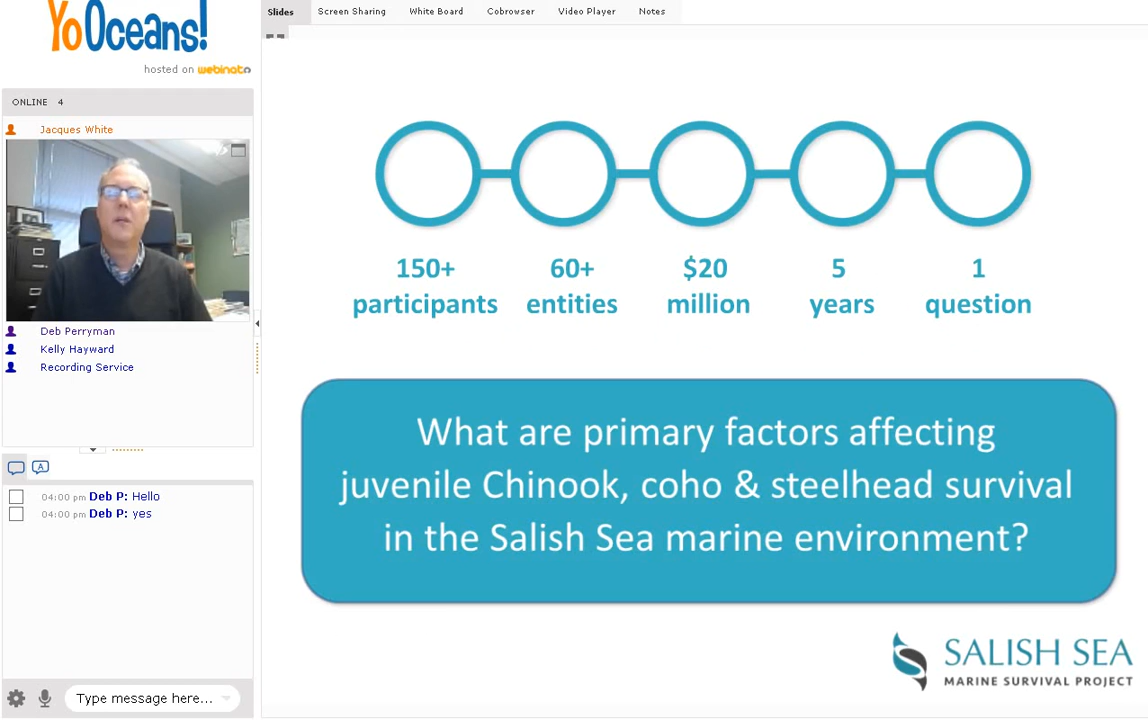 YoOceans!
hosted on webinato
ONLINE 4
Jacques White
Deb Perryman
Kelly Hayward
Recording Service
04:00 pm Deb P: Hello
04:00 pm Deb P: yes
Type message here...
Slides Screen Sharing White Board Cobrowser Video Player Notes
150+ 60+ $20 5 1
participants entities million years question
What are primary factors affecting
juvenile Chinook, coho & steelhead survival
in the Salish Sea marine environment?
SALISH SEA
MARINE SURVIVAL PROJECT